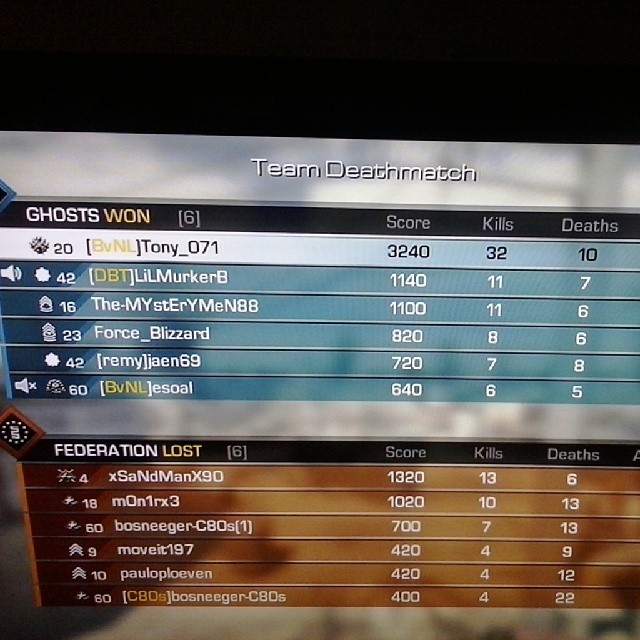 Team Deathmatch
GHOSTS WON [6] Score Kills Deaths
20 [BvNL]Tony_071 3240 32 10
42 [DBT]LiLMurkerB 1140 11 7
16 The-MYstErYMeN88 1100 11 6
23 Force_Blizzard 820 8 6
42 [remy]jaen69 720 7 8
60 [BvNL]esoal 640 6 5
FEDERATION LOST [6] Score Kills Deaths A
4 xSaNdManX90 1320 13 6
18 m0n1rx3 1020 10 13
60 bosneeger-C80s(1) 700 7 13
9 moveit197 420 4 9
10 pauloploeven 420 4 12
60 [C80s]bosneeger-C80s 400 4 22